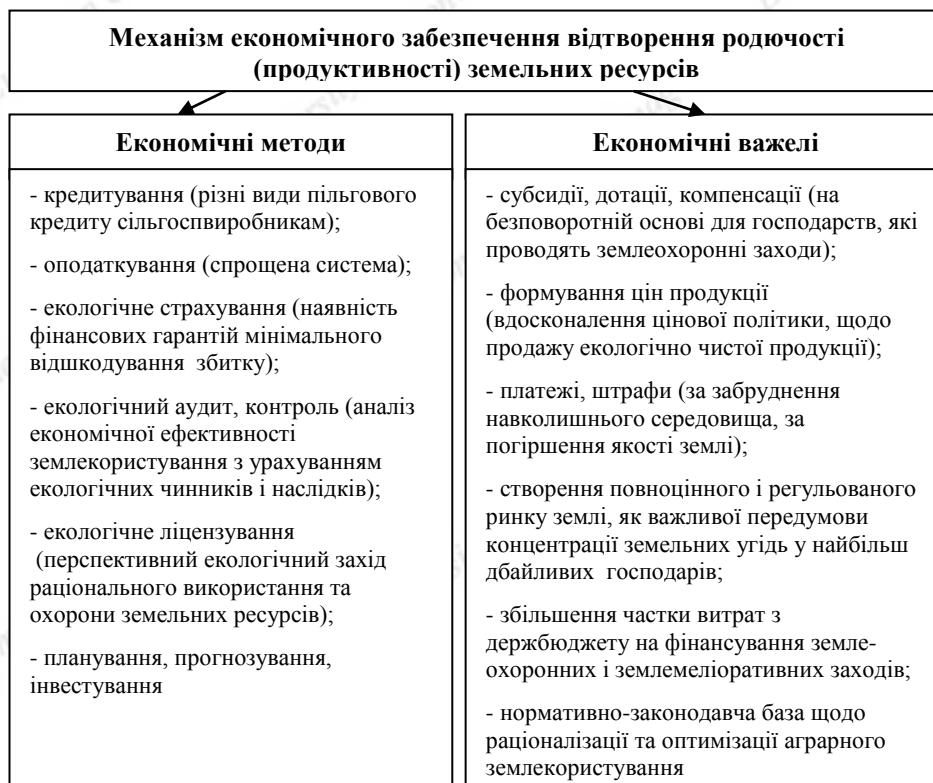 Механізм економічного забезпечення відтворення родючості
(продуктивності) земельних ресурсів
Економічні методи
- кредитування (різні види пільгового
кредиту сільгоспвиробникам);
- оподаткування (спрощена система);
- екологічне страхування (наявність
фінансових гарантій мінімального
відшкодування збитку);
- екологічний аудит, контроль (аналіз
економічної ефективності
землекористування з урахуванням
екологічних чинників і наслідків);
- екологічне ліцензування
(перспективний екологічний захід
раціонального використання та
охорони земельних ресурсів);
- планування, прогнозування,
інвестування
Економічні важелі
- субсидії, дотації, компенсації (на
безповоротній основі для господарств, які
проводять землеохоронні заходи);
- формування цін продукції
(вдосконалення цінової політики, щодо
продажу екологічно чистої продукції);
- платежі, штрафи (за забруднення
навколишнього середовища, за
погіршення якості землі);
- створення повноцінного і регульованого
ринку землі, як важливої передумови
концентрації земельних угідь у найбільш
дбайливих господарів;
- збільшення частки витрат з
держбюджету на фінансування земле-
охоронних і землемеліоративних заходів;
- нормативно-законодавча база щодо
раціоналізації та оптимізації аграрного
землекористування